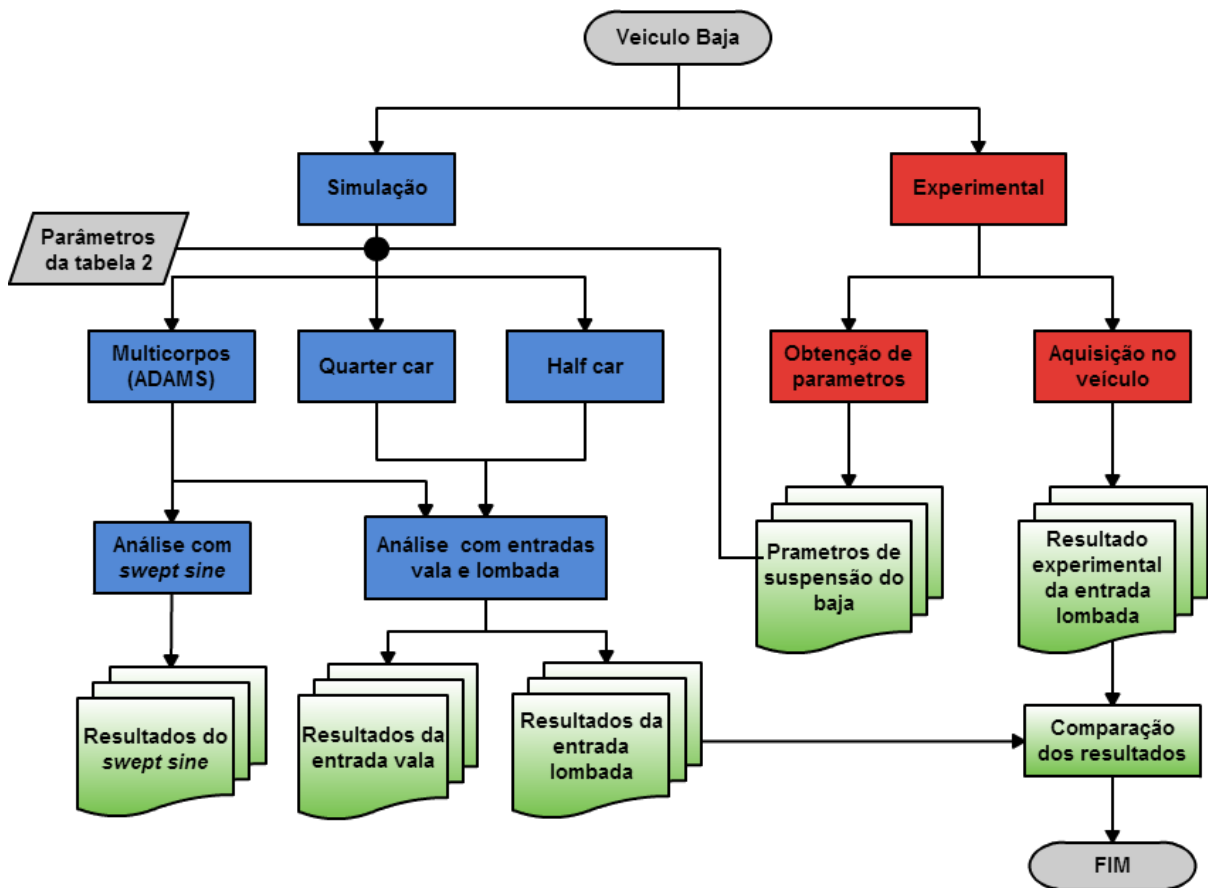 Veiculo Baja
Simulação
Experimental
Parâmetros
da tabela 2
Multicorpos
(ADAMS)
Quarter car
Half car
Obtenção de
parametros
Aquisição no
veículo
Análise com
swept sine
Análise com entradas
vala e lombada
Prametros de
suspensão do
baja
Resultado
experimental
da entrada
lombada
Resultados do
swept sine
Resultados da
entrada vala
Resultados da
entrada
lombada
Comparação
dos resultados
FIM